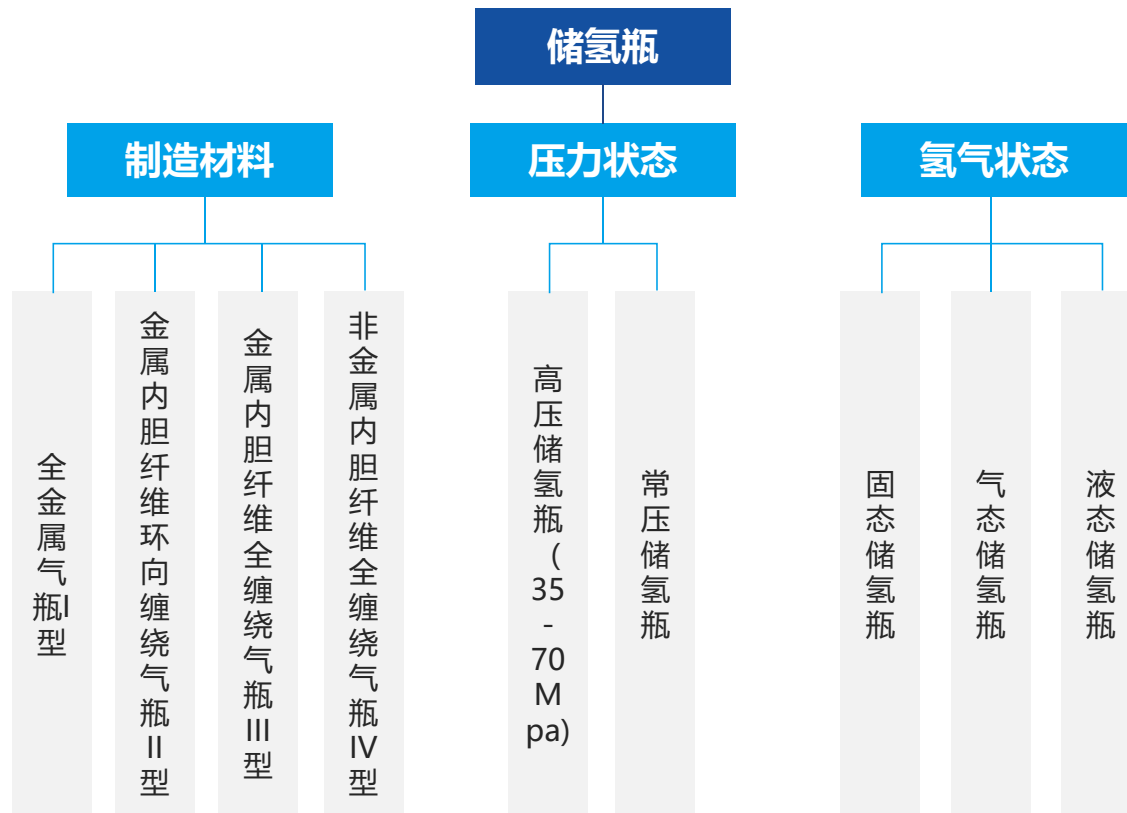 储氢瓶
制造材料
压力状态
氢气状态
全金属气瓶I型
金属内胆纤维环向缠绕气瓶II型
金属内胆纤维全缠绕气瓶III型
非金属内胆纤维全缠绕气瓶IV型
高压储氢瓶（35-70Mpa)
常压储氢瓶
固态储氢瓶
气态储氢瓶
液态储氢瓶